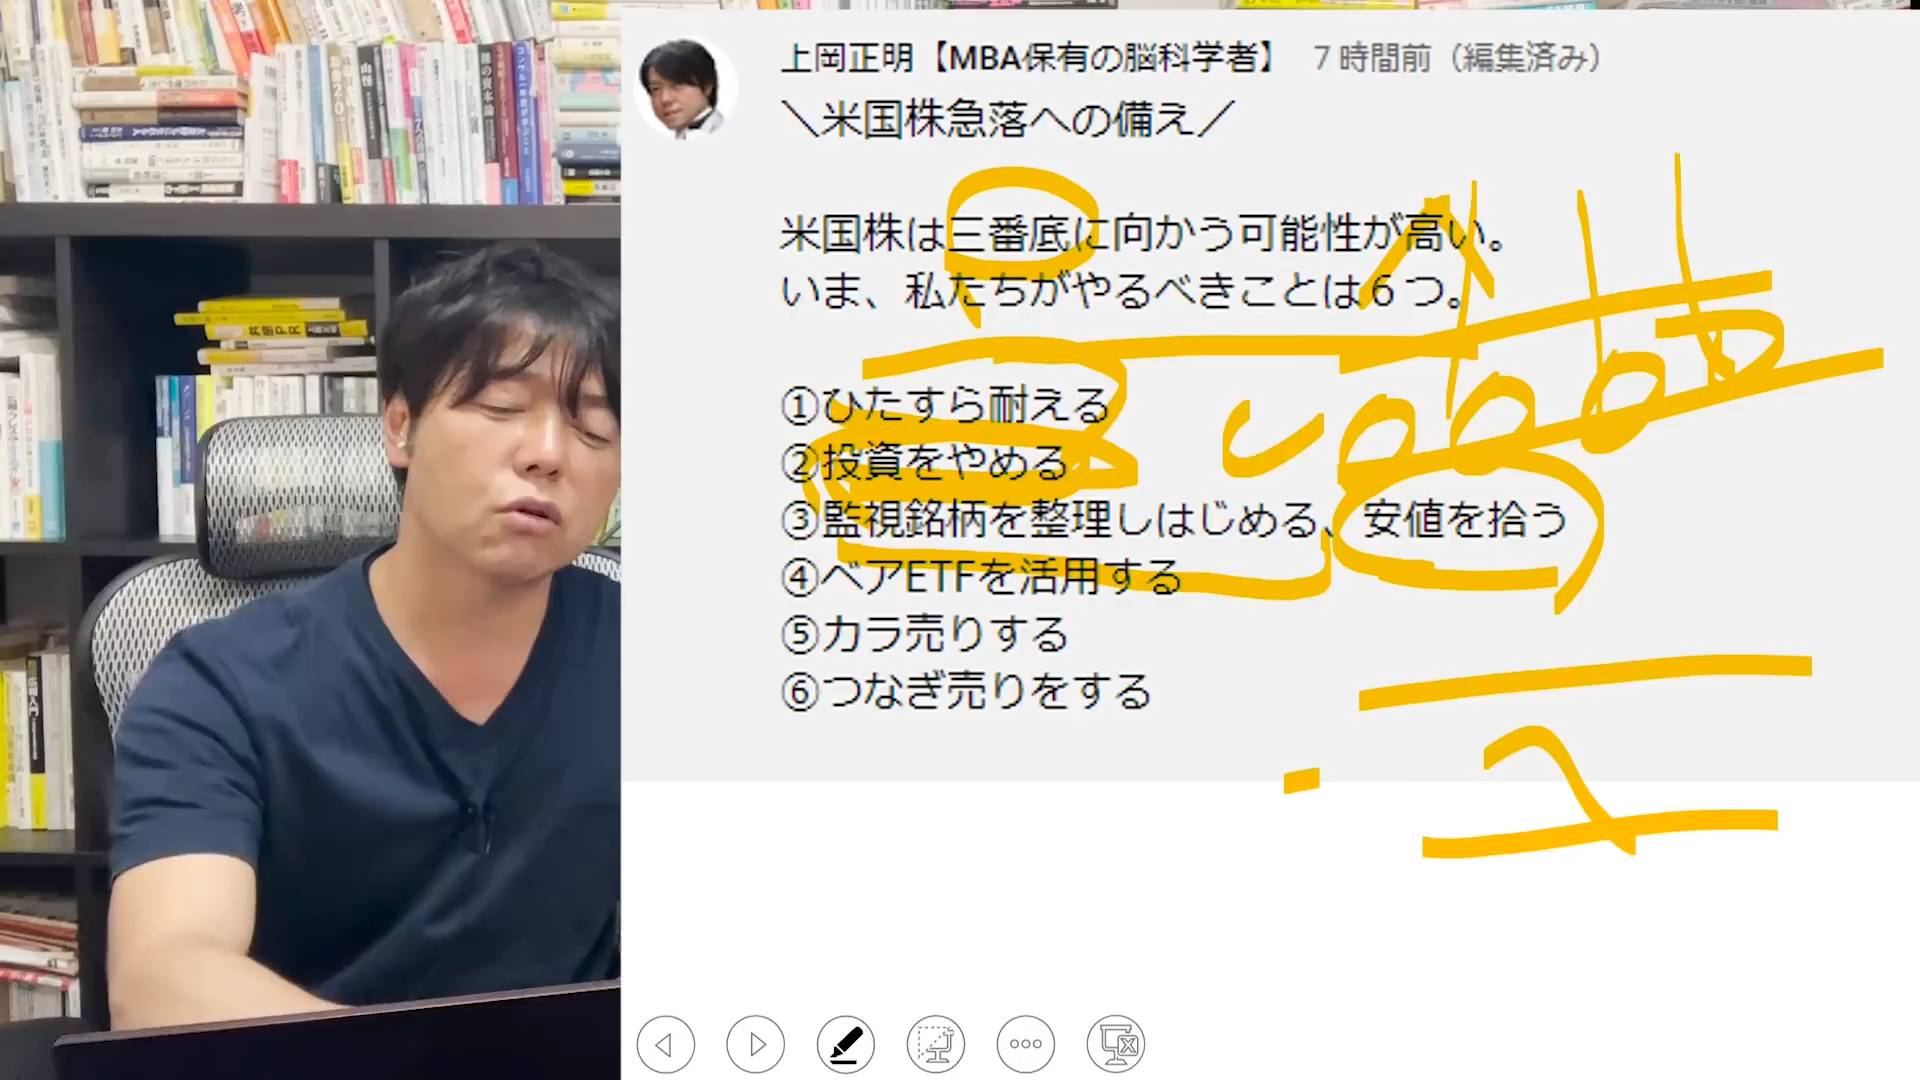 上岡正明【MBA保有の脳科学者】 7 時間前（編集済み）
＼米国株急落への備え／
米国株は三番底に向かう可能性が高い。
いま、私たちがやるべきことは６つ。
①ひたすら耐える
②投資をやめる
③監視銘柄を整理しはじめる、安値を拾う
④ベアETFを活用する
⑤カラ売りする
⑥つなぎ売りをする